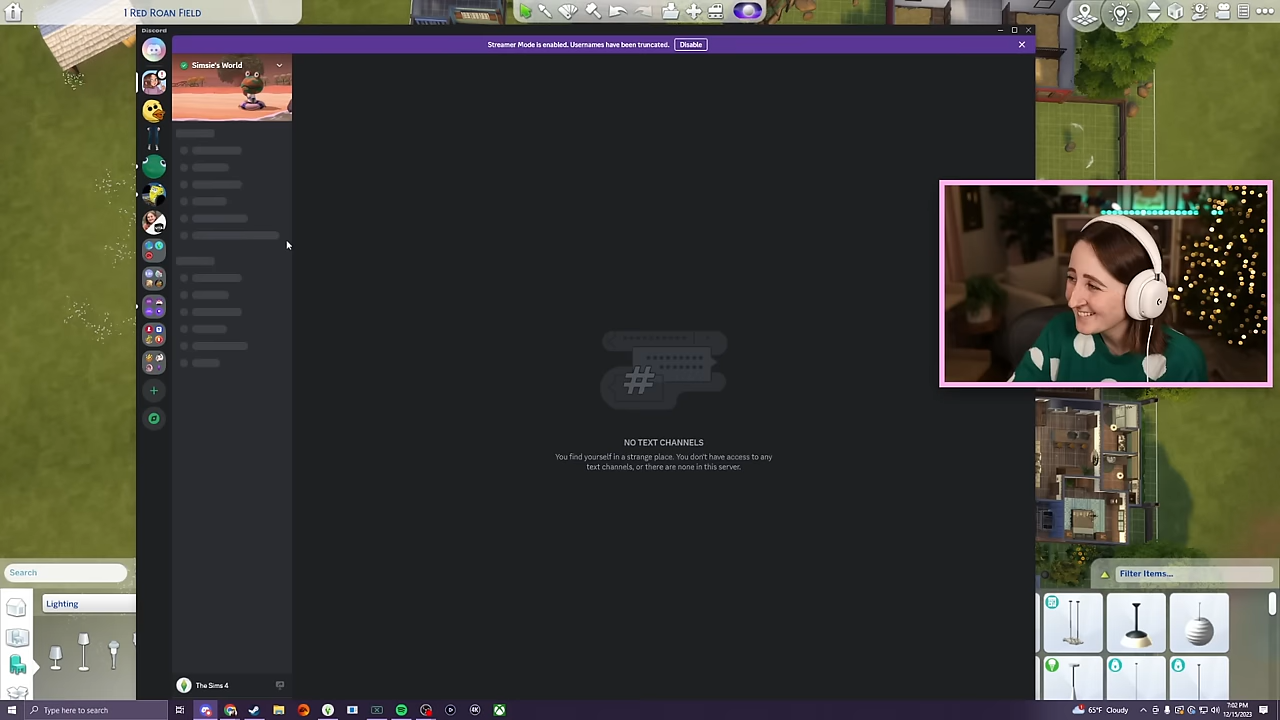 1 RED ROAN FIELD
Discord
Streamer Mode is enabled. Usernames have been truncated. Disable
Simsie's World
NO TEXT CHANNELS
You find yourself in a strange place. You don't have access to any
text channels, or there are none in this server.
Search
Filter Items...
Lighting
The Sims 4
Type here to search
65°F Cloudy
7:02 PM
12/15/2023